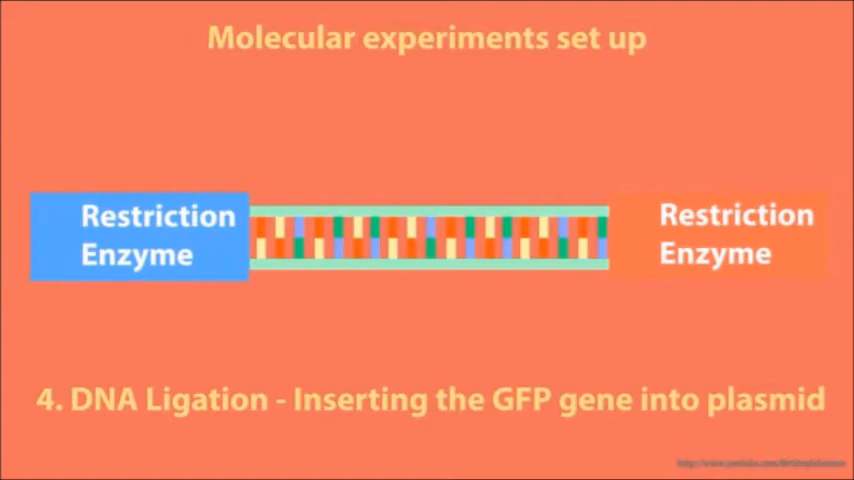 Molecular experiments set up
Restriction
Enzyme
Restriction
Enzyme
4. DNA Ligation - Inserting the GFP gene into plasmid